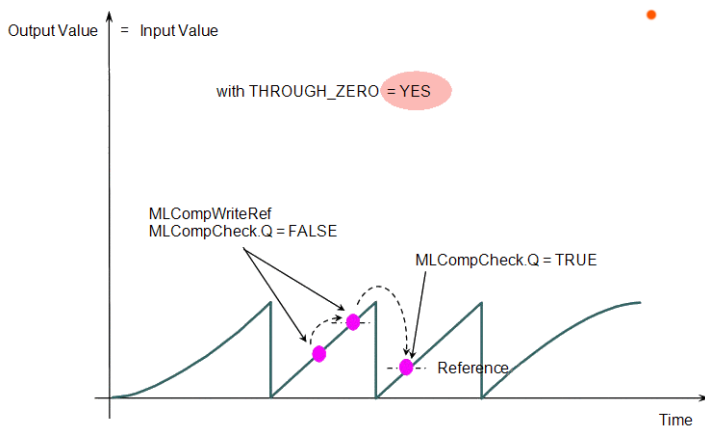 Output Value = Input Value
with THROUGH_ZERO = YES
MLCompWriteRef
MLCompCheck.Q = FALSE
MLCompCheck.Q = TRUE
Reference
Time